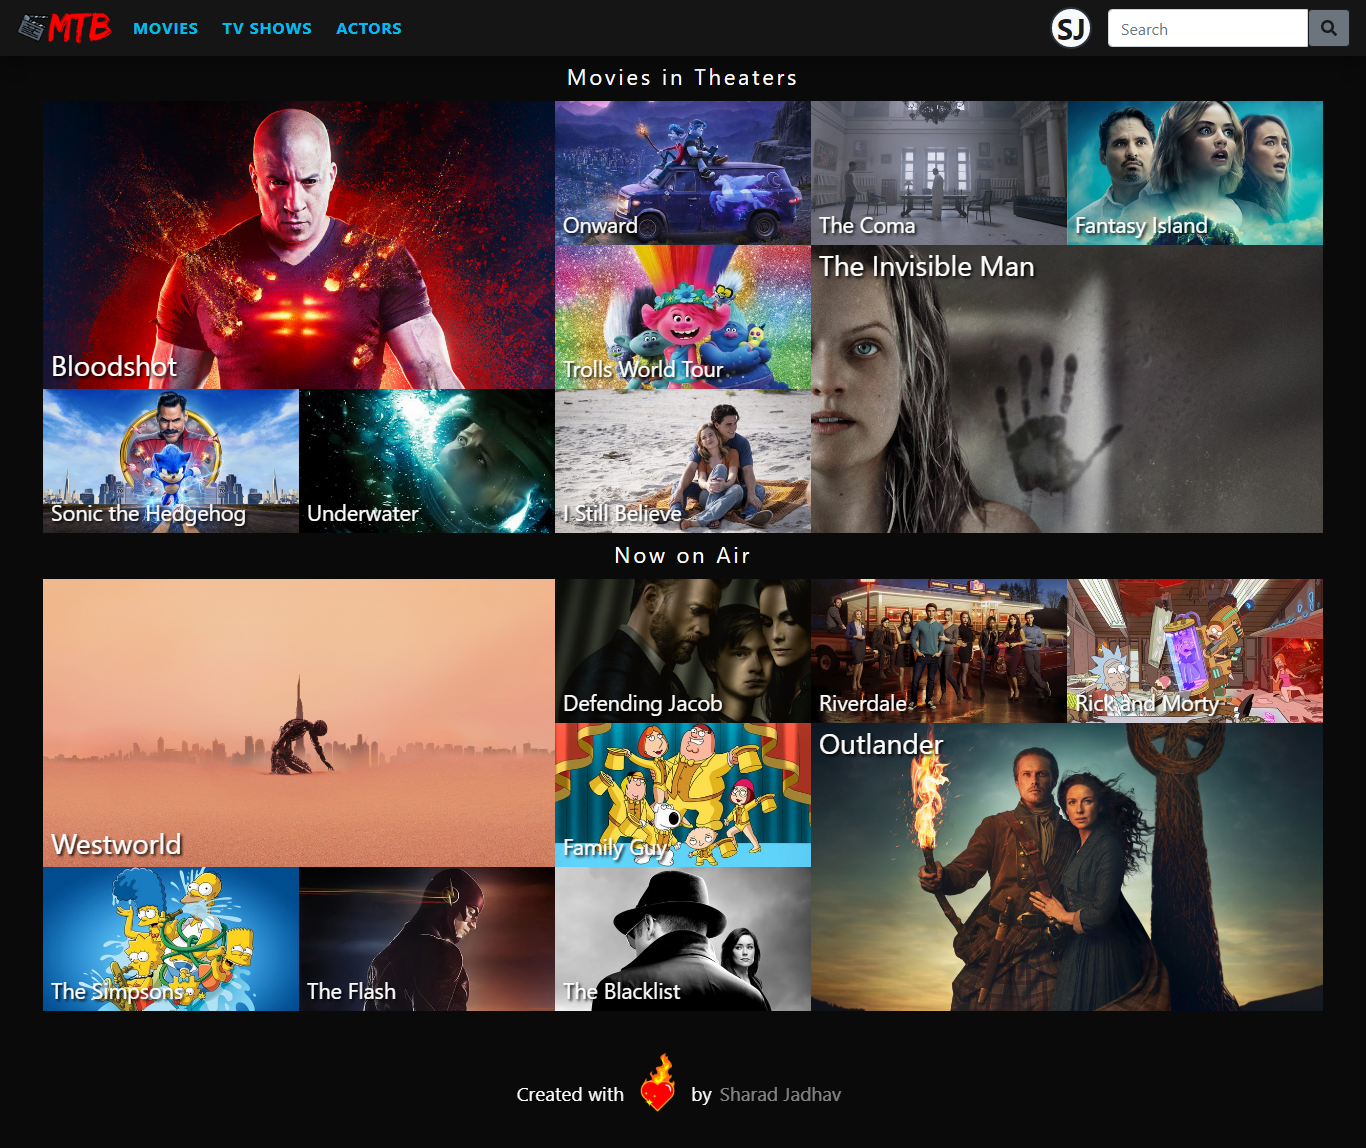 MTB MOVIES TV SHOWS ACTORS SJ Search
Movies in Theaters
Bloodshot
Onward
The Coma
Fantasy Island
Trolls World Tour
The Invisible Man
Sonic the Hedgehog
Underwater
I Still Believe
Now on Air
Westworld
Defending Jacob
Riverdale
Rick and Morty
Family Guy
Outlander
The Simpsons
The Flash
The Blacklist
Created with by Sharad Jadhav